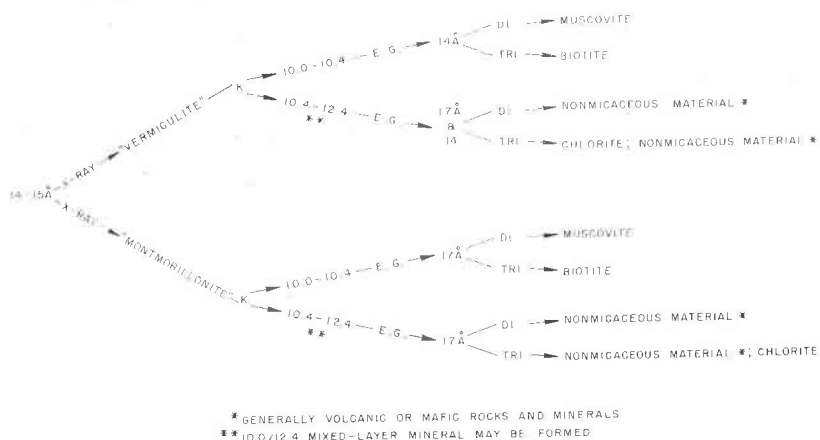 14-15Å
X-RAY
"VERMICULITE"
K
10.0-10.4
E.G.
14Å
DI
MUSCOVITE
TRI
BIOTITE
10.4-12.4
**
E.G.
17Å
&
14
DI
NONMICACEOUS MATERIAL *
TRI
CHLORITE; NONMICACEOUS MATERIAL *
X-RAY
"MONTMORILLONITE"
K
10.0-10.4
E.G.
17Å
DI
MUSCOVITE
TRI
BIOTITE
10.4-12.4
**
E.G.
17Å
DI
NONMICACEOUS MATERIAL *
TRI
NONMICACEOUS MATERIAL *; CHLORITE
* GENERALLY VOLCANIC OR MAFIC ROCKS AND MINERALS
** 10.0/12.4 MIXED-LAYER MINERAL MAY BE FORMED